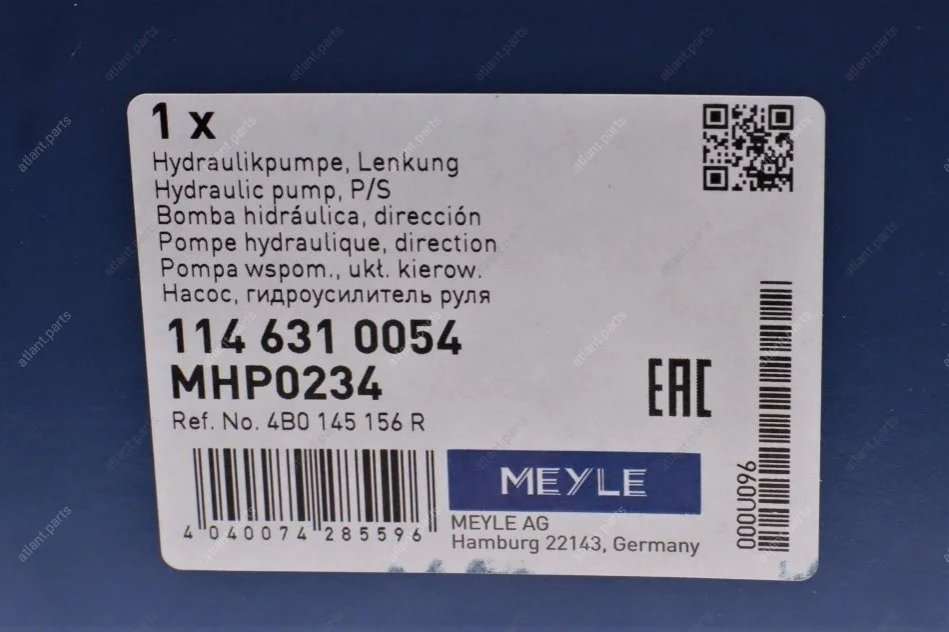 1 x
Hydraulikpumpe, Lenkung
Hydraulic pump, P/S
Bomba hidráulica, dirección
Pompe hydraulique, direction
Pompa wspom., ukł. kierow.
Насос, гидроусилитель руля
114 631 0054
MHP0234
Ref. No. 4B0 145 156 R
EAC
4 040074 285596
MEYLE
MEYLE AG
Hamburg 22143, Germany
000U096
atlant.parts